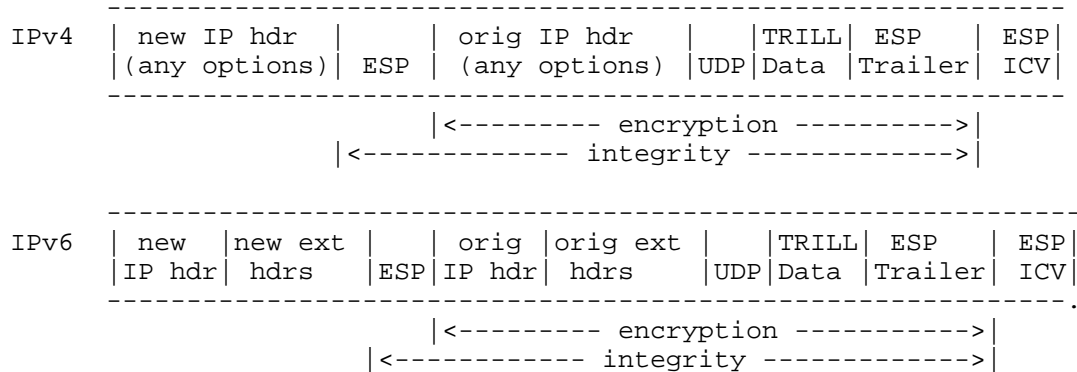 -------------------------------------------------------------
IPv4  | new IP hdr    |     | orig IP hdr    |   |TRILL| ESP   | ESP|
|(any options)| ESP | (any options) |UDP|Data |Trailer| ICV|
-------------------------------------------------------------
|<--------- encryption ---------->|
|<------------- integrity ------------->|
--------------------------------------------------------------
IPv6  | new  |new ext |   | orig |orig ext |   |TRILL| ESP   | ESP|
|IP hdr| hdrs   |ESP|IP hdr| hdrs    |UDP|Data |Trailer| ICV|
-------------------------------------------------------------.
|<--------- encryption ----------->|
|<------------ integrity ------------->|